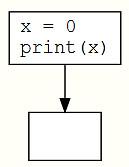 x = 0
print(x)